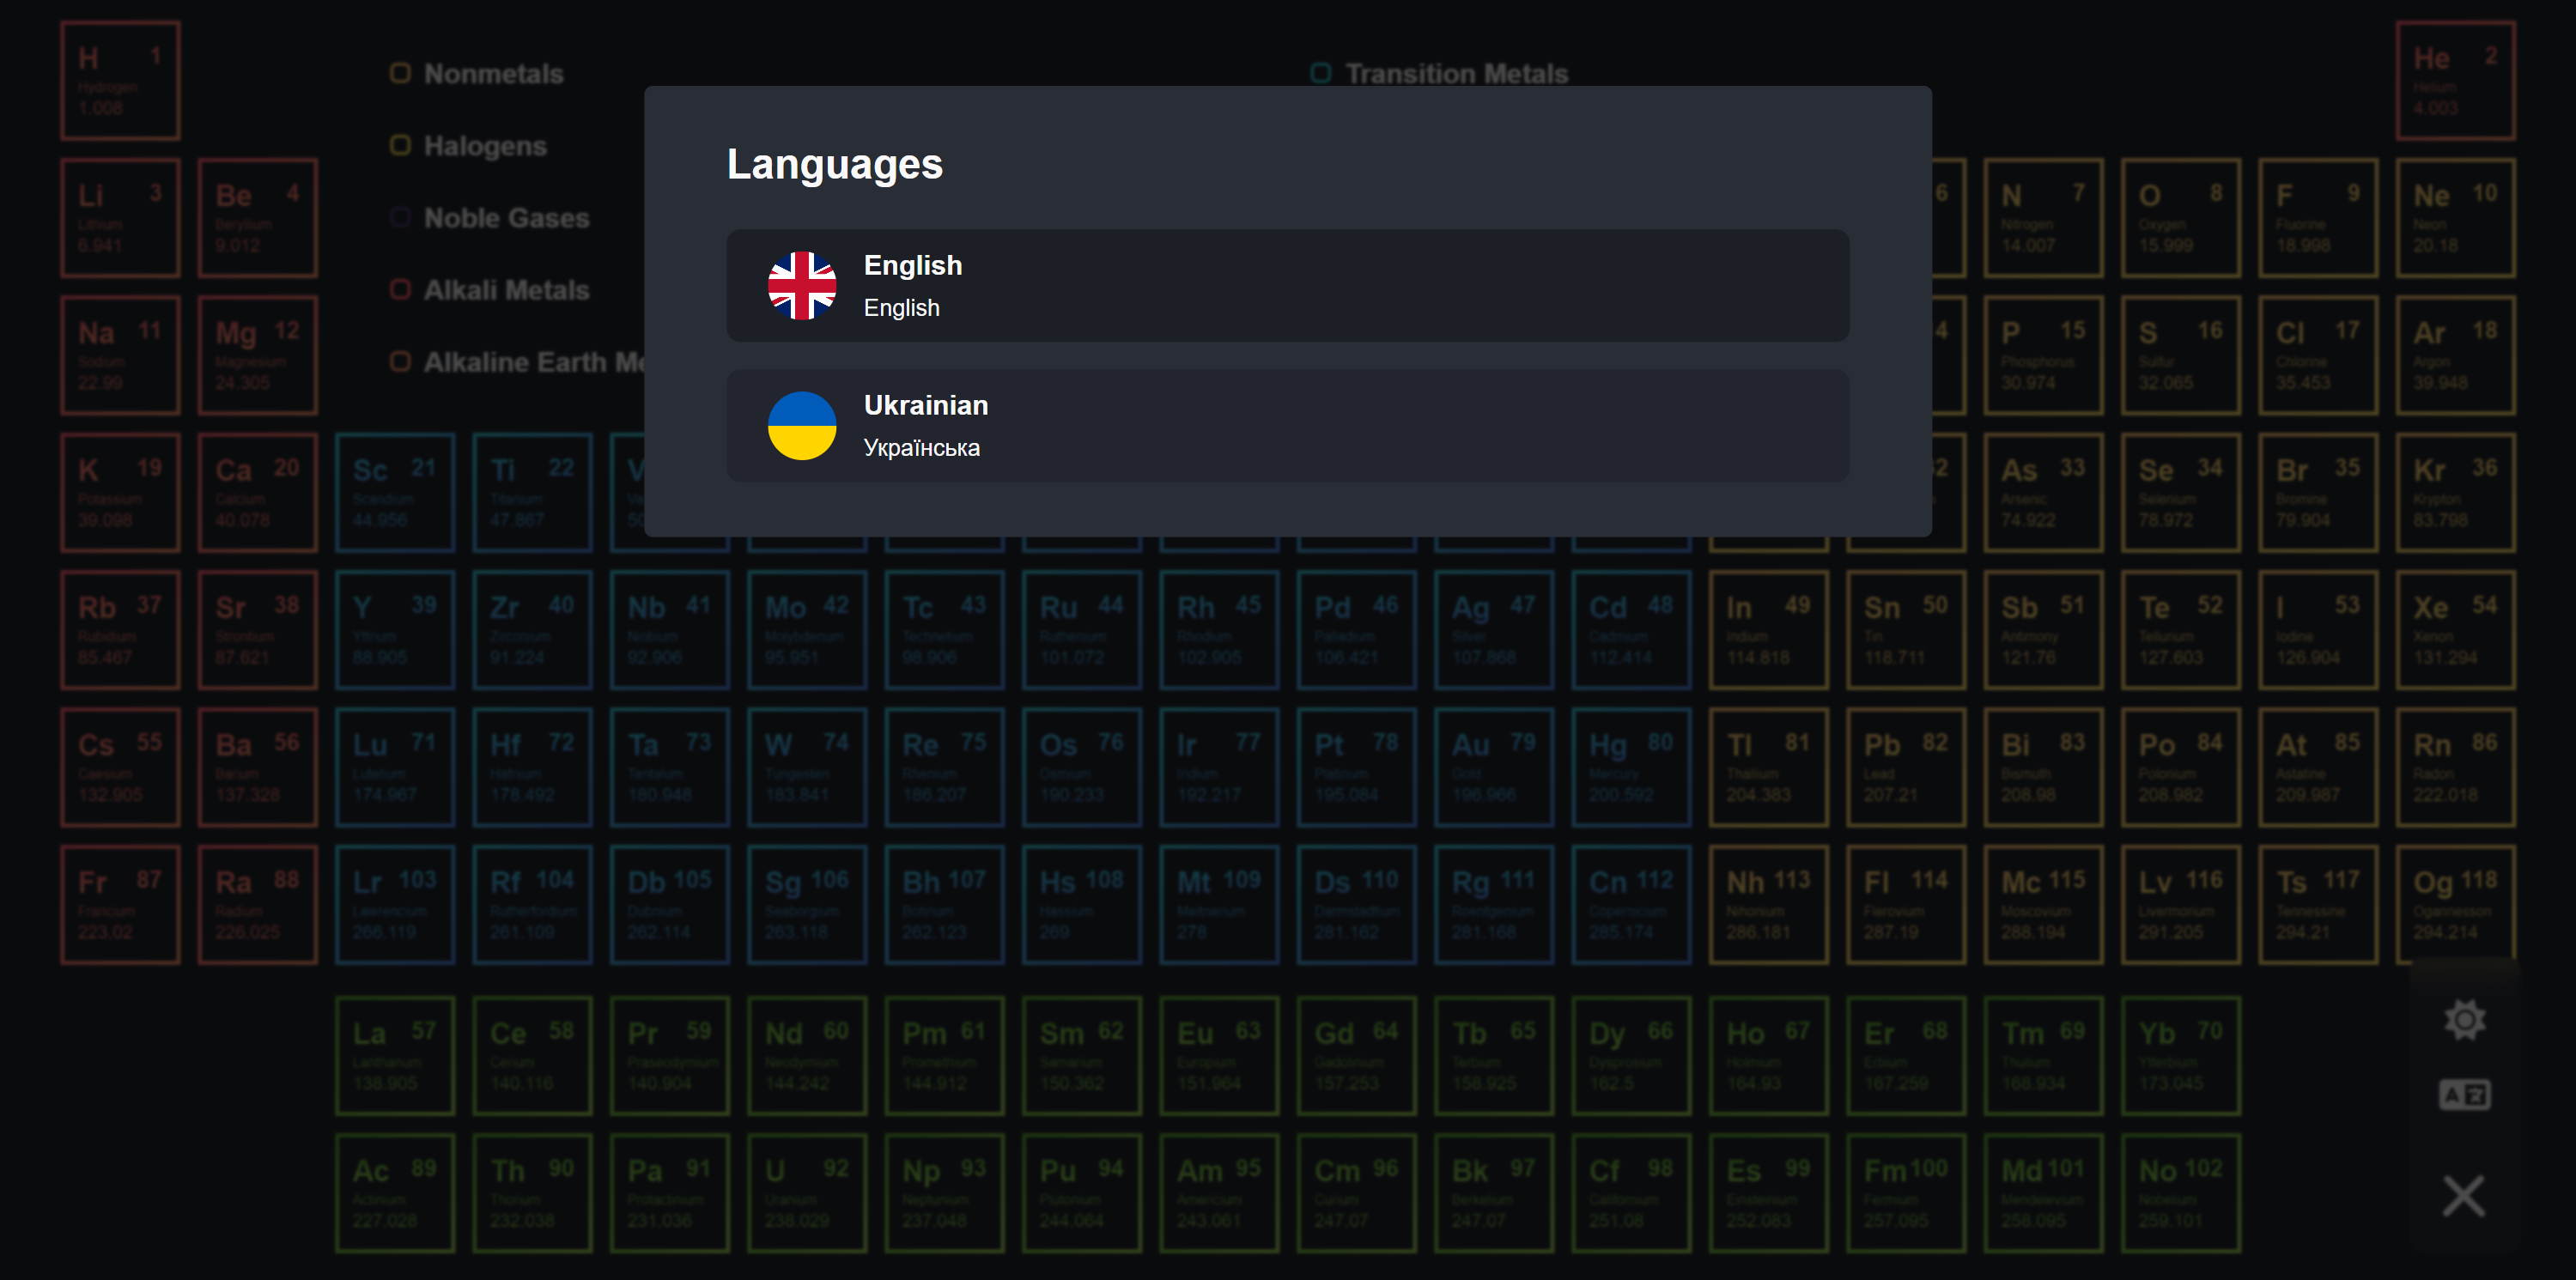 H 1
Hydrogen
1.008
Nonmetals
Transition Metals
He 2
Helium
4.003
Halogens
Noble Gases
Alkali Metals
Alkaline Earth Me
Languages
English
English
Ukrainian
Українська
Li 3
Lithium
6.941
Be 4
Beryllium
9.012
6
N 7
Nitrogen
14.007
O 8
Oxygen
15.999
F 9
Fluorine
18.998
Ne 10
Neon
20.18
Na 11
Sodium
22.99
Mg 12
Magnesium
24.305
4
P 15
Phosphorus
30.974
S 16
Sulfur
32.065
Cl 17
Chlorine
35.453
Ar 18
Argon
39.948
K 19
Potassium
39.098
Ca 20
Calcium
40.078
Sc 21
Scandium
44.956
Ti 22
Titanium
47.867
V
Va
50
32
As 33
Arsenic
74.922
Se 34
Selenium
78.972
Br 35
Bromine
79.904
Kr 36
Krypton
83.798
Rb 37
Rubidium
85.467
Sr 38
Strontium
87.621
Y 39
Yttrium
88.905
Zr 40
Zirconium
91.224
Nb 41
Niobium
92.906
Mo 42
Molybdenum
95.951
Tc 43
Technetium
98.906
Ru 44
Ruthenium
101.072
Rh 45
Rhodium
102.905
Pd 46
Palladium
106.421
Ag 47
Silver
107.868
Cd 48
Cadmium
112.414
In 49
Indium
114.818
Sn 50
Tin
118.711
Sb 51
Antimony
121.76
Te 52
Tellurium
127.603
I 53
Iodine
126.904
Xe 54
Xenon
131.294
Cs 55
Caesium
132.905
Ba 56
Barium
137.328
Lu 71
Lutetium
174.967
Hf 72
Hafnium
178.492
Ta 73
Tantalum
180.948
W 74
Tungsten
183.841
Re 75
Rhenium
186.207
Os 76
Osmium
190.233
Ir 77
Iridium
192.217
Pt 78
Platinum
195.084
Au 79
Gold
196.966
Hg 80
Mercury
200.592
Tl 81
Thallium
204.383
Pb 82
Lead
207.21
Bi 83
Bismuth
208.98
Po 84
Polonium
208.982
At 85
Astatine
209.987
Rn 86
Radon
222.018
Fr 87
Francium
223.02
Ra 88
Radium
226.025
Lr 103
Lawrencium
266.119
Rf 104
Rutherfordium
261.109
Db 105
Dubnium
262.114
Sg 106
Seaborgium
263.118
Bh 107
Bohrium
262.123
Hs 108
Hassium
269
Mt 109
Meitnerium
278
Ds 110
Darmstadtium
281.162
Rg 111
Roentgenium
281.168
Cn 112
Copernicium
285.174
Nh 113
Nihonium
286.181
Fl 114
Flerovium
287.19
Mc 115
Moscovium
288.194
Lv 116
Livermorium
291.205
Ts 117
Tennessine
294.21
Og 118
Oganesson
294.214
La 57
Lanthanum
138.905
Ce 58
Cerium
140.116
Pr 59
Praseodymium
140.904
Nd 60
Neodymium
144.242
Pm 61
Promethium
144.912
Sm 62
Samarium
150.362
Eu 63
Europium
151.964
Gd 64
Gadolinium
157.253
Tb 65
Terbium
158.925
Dy 66
Dysprosium
162.5
Ho 67
Holmium
164.93
Er 68
Erbium
167.259
Tm 69
Thulium
168.934
Yb 70
Ytterbium
173.045
Ac 89
Actinium
227.028
Th 90
Thorium
232.038
Pa 91
Protactinium
231.036
U 92
Uranium
238.029
Np 93
Neptunium
237.048
Pu 94
Plutonium
244.064
Am 95
Americium
243.061
Cm 96
Curium
247.07
Bk 97
Berkelium
247.07
Cf 98
Californium
251.08
Es 99
Einsteinium
252.083
Fm 100
Fermium
257.095
Md 101
Mendelevium
258.095
No 102
Nobelium
259.101